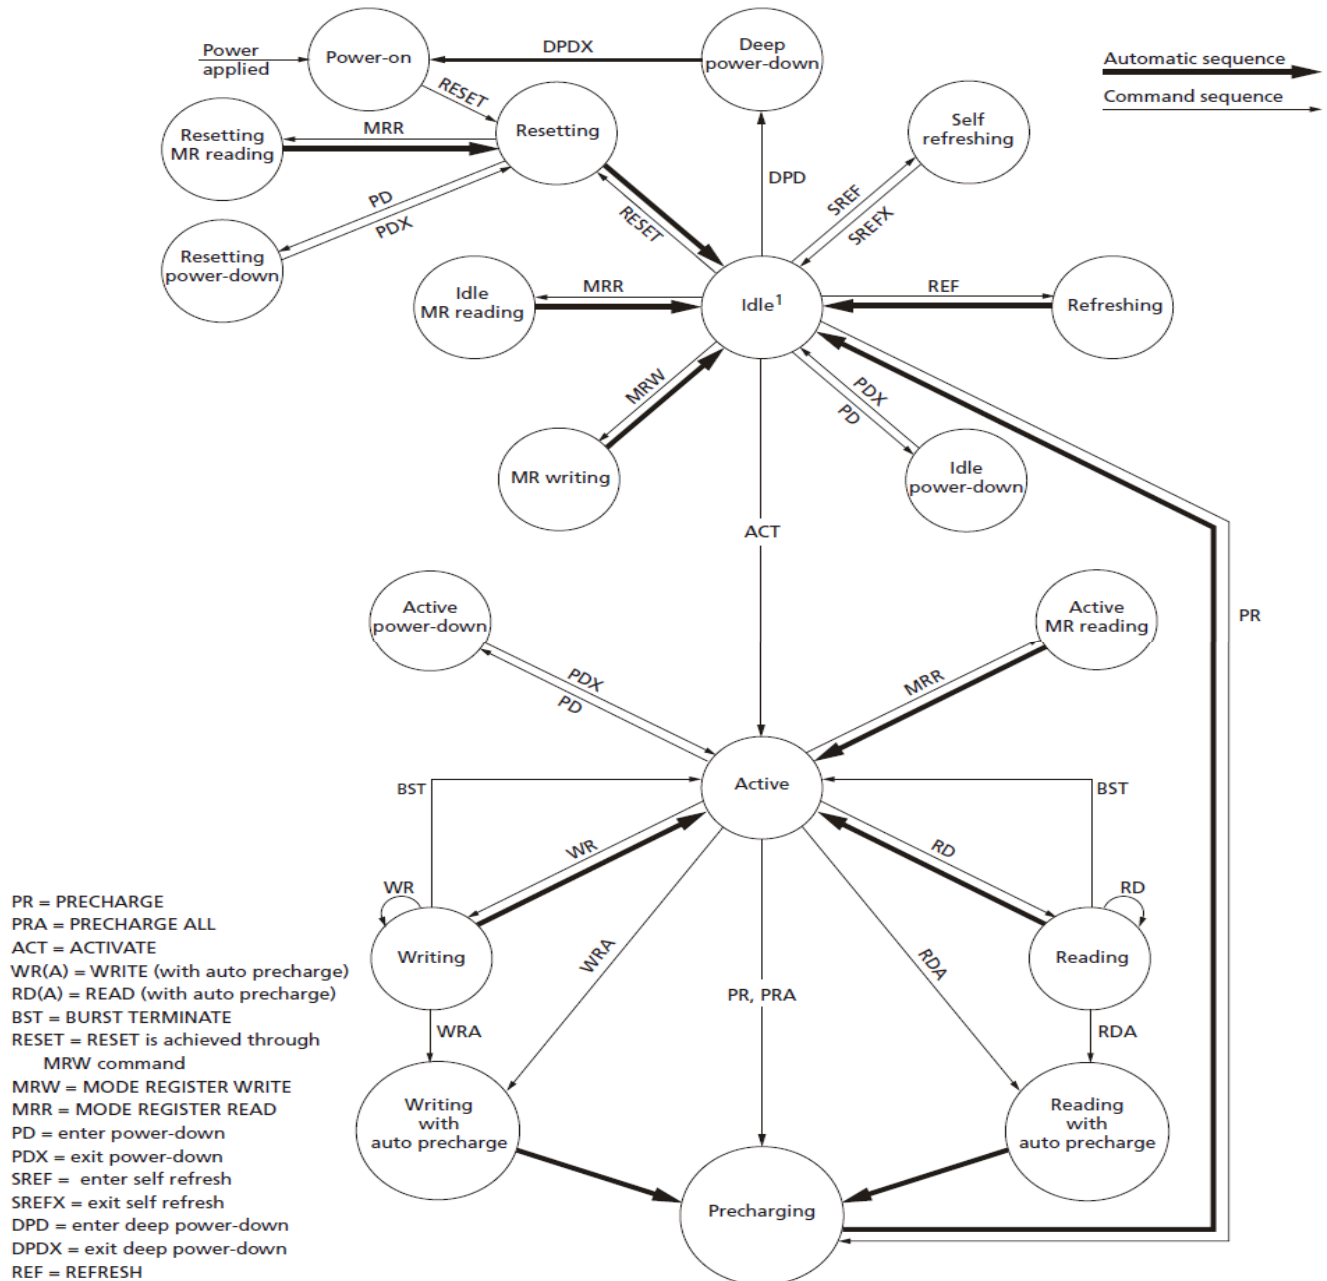 Power
applied
Power-on
DPDX
Deep
power-down
Automatic sequence
Command sequence
RESET
Resetting
MR reading
MRR
Resetting
Self
refreshing
PD
PDX
Resetting
power-down
RESET
DPD
SREF
SREFX
Idle
MR reading
MRR
Idle¹
REF
Refreshing
MRW
PDX
PD
MR writing
Idle
power-down
ACT
Active
power-down
Active
MR reading
PR
PDX
PD
MRR
Active
BST
BST
WR
RD
WR
RD
Writing
Reading
WRA
RDA
PR, PRA
WRA
RDA
Writing
with
auto precharge
Reading
with
auto precharge
Precharging
PR = PRECHARGE
PRA = PRECHARGE ALL
ACT = ACTIVATE
WR(A) = WRITE (with auto precharge)
RD(A) = READ (with auto precharge)
BST = BURST TERMINATE
RESET = RESET is achieved through
MRW command
MRW = MODE REGISTER WRITE
MRR = MODE REGISTER READ
PD = enter power-down
PDX = exit power-down
SREF = enter self refresh
SREFX = exit self refresh
DPD = enter deep power-down
DPDX = exit deep power-down
REF = REFRESH